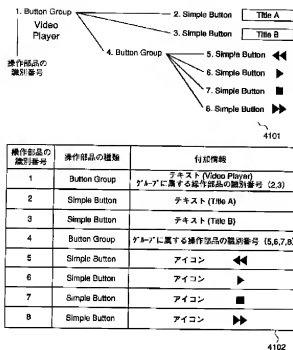 1. Button Group
Video
Player
操作部品の
識別番号
2. Simple Button Title A
3. Simple Button Title B
4. Button Group
5. Simple Button
6. Simple Button
7. Simple Button
8. Simple Button
4101
操作部品の識別番号 操作部品の種類 付加情報
1 Button Group テキスト (Video Player)
グループに属する操作部品の識別番号 (2,3)
2 Simple Button テキスト (Title A)
3 Simple Button テキスト (Title B)
4 Button Group グループに属する操作部品の識別番号 (5,6,7,8)
5 Simple Button アイコン
6 Simple Button アイコン
7 Simple Button アイコン
8 Simple Button アイコン
4102